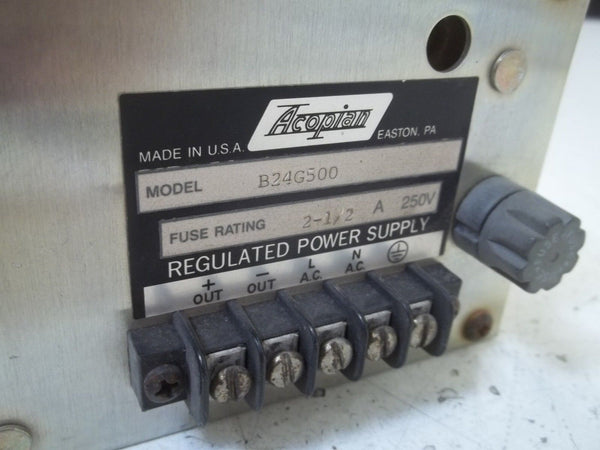 Acopian
MADE IN U.S.A. EASTON, PA
MODEL B24G500
FUSE RATING 2-1/2 A 250V
REGULATED POWER SUPPLY
+ OUT - OUT L A.C. N A.C.